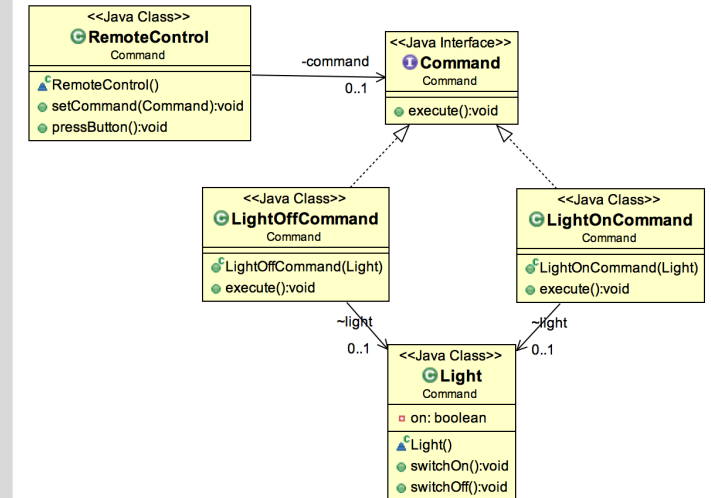 <<Java Class>>
RemoteControl
Command
RemoteControl()
setCommand(Command):void
pressButton():void
-command
0..1
<<Java Interface>>
Command
Command
execute():void
<<Java Class>>
LightOffCommand
Command
LightOffCommand(Light)
execute():void
<<Java Class>>
LightOnCommand
Command
LightOnCommand(Light)
execute():void
~light
0..1
~light
0..1
<<Java Class>>
Light
Command
on: boolean
Light()
switchOn():void
switchOff():void